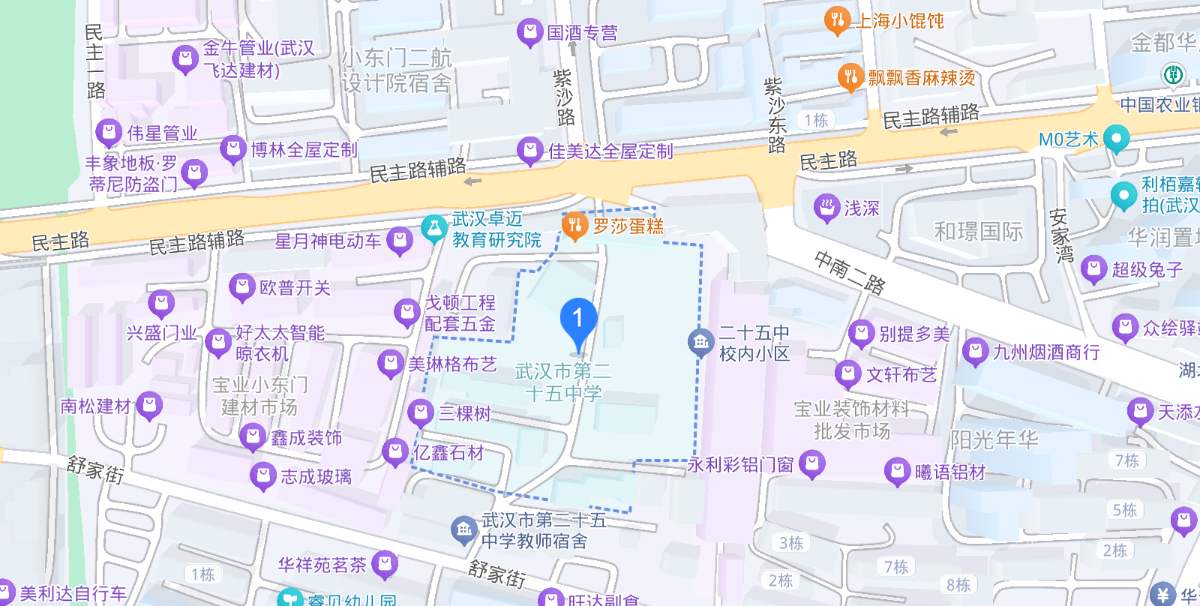 民主一路
金牛管业(武汉
飞达建材)
小东门二航
设计院宿舍
国酒专营
紫沙路
紫沙东路
上海小馄饨
飘飘香麻辣烫
金都华
中国农业银
1栋
民主路辅路
M0艺术
伟星管业
博林全屋定制
丰象地板·罗
蒂尼防盗门
佳美达全屋定制
民主路辅路
民主路
利栢嘉
拍(武汉
浅深
和璟国际
安家湾
华润置地
民主路
民主路辅路
星月神电动车
武汉卓迈
教育研究院
罗莎蛋糕
中南二路
超级兔子
欧普开关
兴盛门业
好太太智能
晾衣机
戈顿工程
配套五金
1
二十五中
校内小区
别提多美
众绘驿
九州烟酒商行
美琳格布艺
武汉市第二
十五中学
文轩布艺
湖北
宝业小东门
建材市场
南松建材
三棵树
宝业装饰材料
批发市场
天添
鑫成装饰
阳光年华
亿鑫石材
永利彩铝门窗
曦语铝材
7栋
舒家街
志成玻璃
5栋
武汉市第二十五
中学教师宿舍
3栋
2栋
1栋
华祥苑茗茶
舒家街
2栋
7栋
8栋
美利达自行车
睿贝幼儿园
旺达副食
华